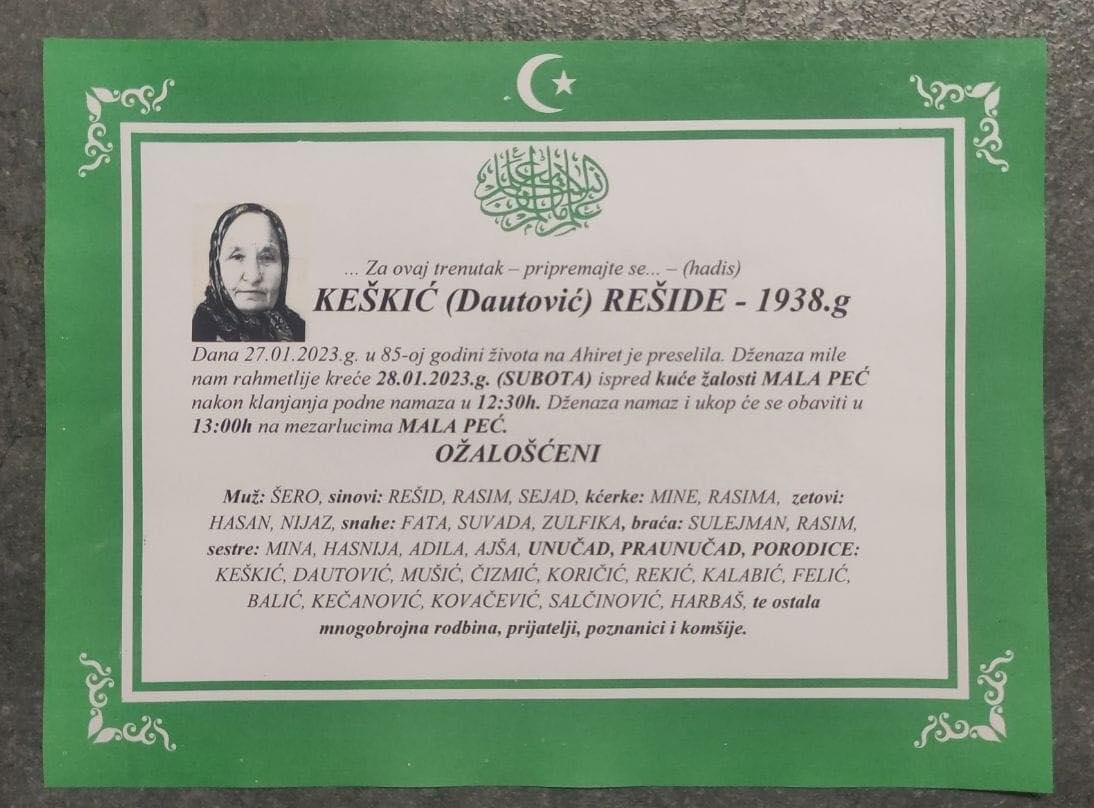 ... Za ovaj trenutak – pripremajte se... – (hadis)
KEŠKIĆ (Dautović) REŠIDE - 1938.g
Dana 27.01.2023.g. u 85-oj godini života na Ahiret je preselila. Dženaza mile
nam rahmetlije kreće 28.01.2023.g. (SUBOTA) ispred kuće žalosti MALA PEĆ
nakon klanjanja podne namaza u 12:30h. Dženaza namaz i ukop će se obaviti u
13:00h na mezarlucima MALA PEĆ.
OŽALOŠĆENI
Muž: ŠERO, sinovi: REŠID, RASIM, SEJAD, kćerke: MINE, RASIMA, zetovi:
HASAN, NIJAZ, snahe: FATA, SUVADA, ZULFIKA, braća: SULEJMAN, RASIM,
sestre: MINA, HASNIJA, ADILA, AJŠA, UNUČAD, PRAUNUČAD, PORODICE:
KEŠKIĆ, DAUTOVIĆ, MUŠIĆ, ČIZMIĆ, KORIČIĆ, REKIĆ, KALABIĆ, FELIĆ,
BALIĆ, KEČANOVIĆ, KOVAČEVIĆ, SALČINOVIĆ, HARBAŠ, te ostala
mnogobrojna rodbina, prijatelji, poznanici i komšije.